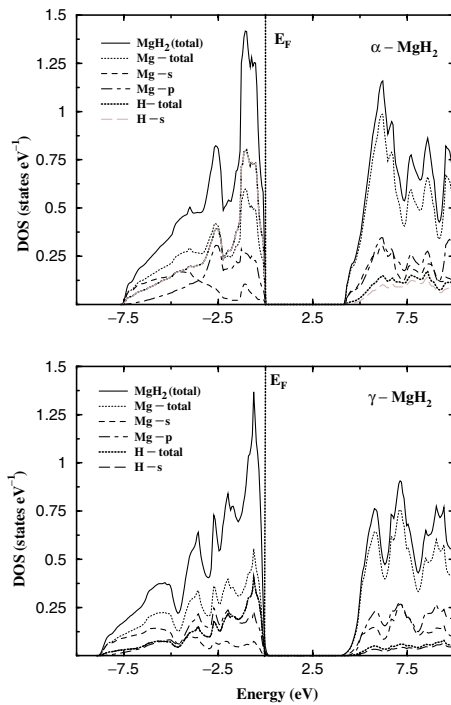 1.5
1.25
1
0.75
0.5
0.25
DOS (states eV⁻¹)
MgH₂(total)
Mg−total
Mg−s
Mg−p
H−total
H−s
E_F
α−MgH₂
−7.5
−2.5
2.5
7.5
1.5
1.25
1
0.75
0.5
0.25
DOS (states eV⁻¹)
MgH₂(total)
Mg−total
Mg−s
Mg−p
H−total
H−s
E_F
γ−MgH₂
−7.5
−2.5
2.5
7.5
Energy (eV)